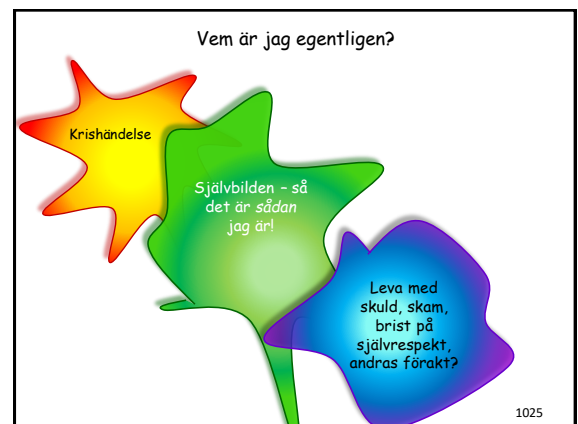 Vem är jag egentligen?
Krishändelse
Självbilden – så
det är sådan
jag är!
Leva med
skuld, skam,
brist på
självrespekt,
andras förakt?
1025